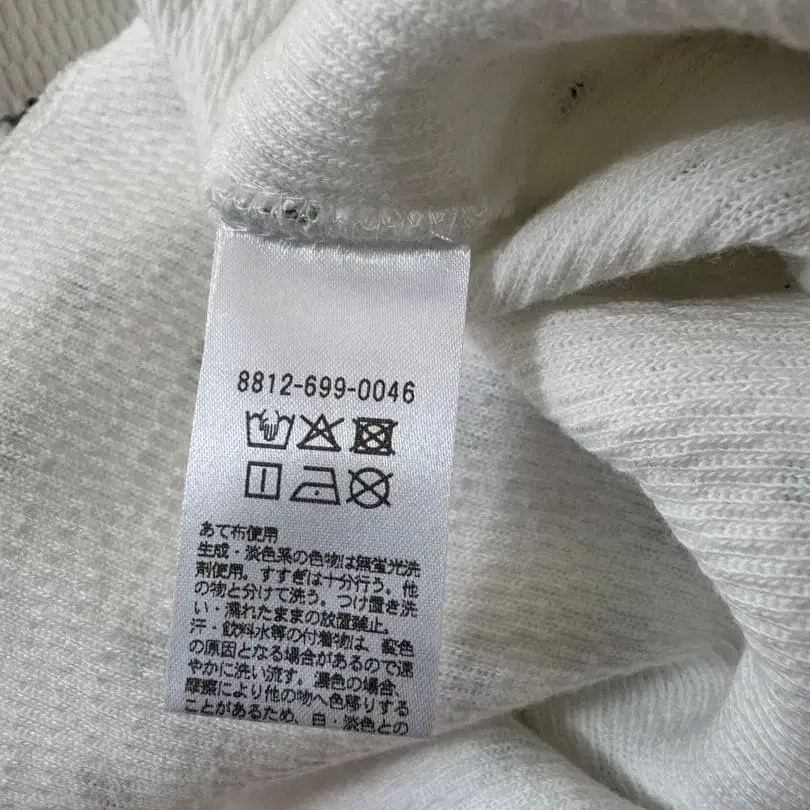 8812-699-0046
あて布使用
生成・淡色系の色物は無蛍光洗
剤使用。すすぎは十分行う。他
の物と分けて洗う。つけ置き洗
い・濡れたままの放置禁止。
汗・飲料水等の付着物は、変色
の原因となる場合があるので速
やかに洗い流す。濃色の場合、
摩擦により他の物へ色移りする
ことがあるため、白・淡色との